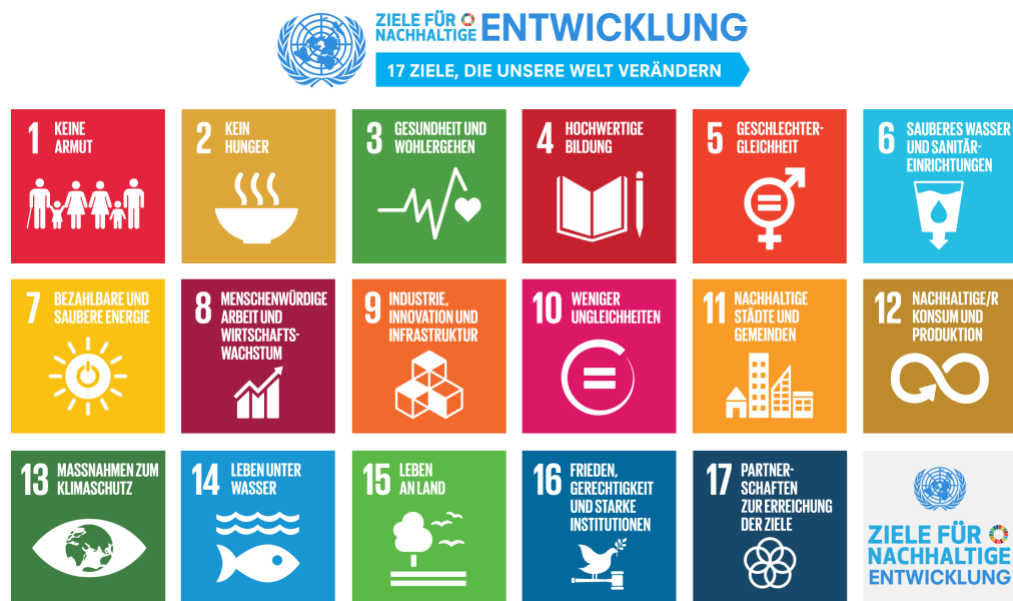 ZIELE FÜR
NACHHALTIGE
ENTWICKLUNG
17 ZIELE, DIE UNSERE WELT VERÄNDERN
1 KEINE
ARMUT
2 KEIN
HUNGER
3 GESUNDHEIT UND
WOHLERGEHEN
4 HOCHWERTIGE
BILDUNG
5 GESCHLECHTER-
GLEICHHEIT
6 SAUBERES WASSER
UND SANITÄR-
EINRICHTUNGEN
7 BEZAHLBARE UND
SAUBERE ENERGIE
8 MENSCHENWÜRDIGE
ARBEIT UND
WIRTSCHAFTS-
WACHSTUM
9 INDUSTRIE,
INNOVATION UND
INFRASTRUKTUR
10 WENIGER
UNGLEICHHEITEN
11 NACHHALTIGE
STÄDTE UND
GEMEINDEN
12 NACHHALTIGE/R
KONSUM UND
PRODUKTION
13 MASSNAHMEN ZUM
KLIMASCHUTZ
14 LEBEN UNTER
WASSER
15 LEBEN
AN LAND
16 FRIEDEN,
GERECHTIGKEIT
UND STARKE
INSTITUTIONEN
17 PARTNER-
SCHAFTEN
ZUR ERREICHUNG
DER ZIELE
ZIELE FÜR
NACHHALTIGE
ENTWICKLUNG